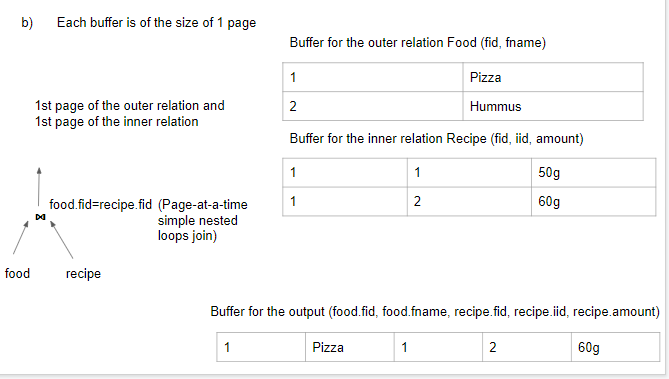 b) Each buffer is of the size of 1 page
Buffer for the outer relation Food (fid, fname)
1 Pizza
2 Hummus
1st page of the outer relation and
1st page of the inner relation
Buffer for the inner relation Recipe (fid, iid, amount)
1 1 50g
1 2 60g
food.fid=recipe.fid (Page-at-a-time
simple nested
loops join)
⋈
food recipe
Buffer for the output (food.fid, food.fname, recipe.fid, recipe.iid, recipe.amount)
1 Pizza 1 2 60g